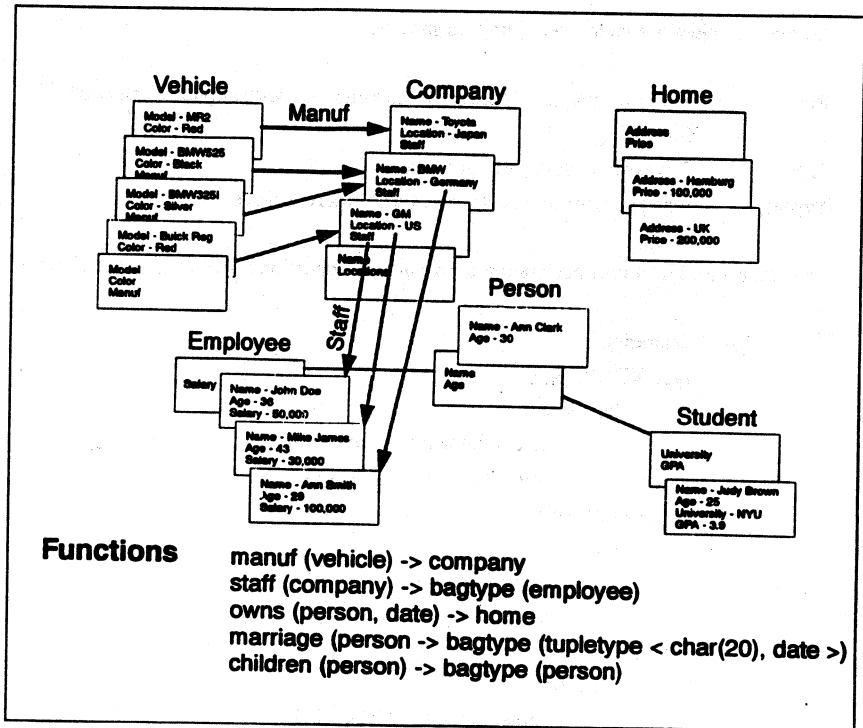 Vehicle
Model - MR2
Color - Red
Model - BMW525
Color - Black
Manuf
Model - BMW325I
Color - Silver
Manuf
Model - Buick Reg
Color - Red
Model
Color
Manuf
Manuf
Company
Name - Toyota
Location - Japan
Staff
Name - BMW
Location - Germany
Staff
Name - GM
Location - US
Staff
Name
Locations
Home
Address
Price
Address - Hamburg
Price - 100,000
Address - UK
Price - 200,000
Staff
Employee
Salary
Name - John Doe
Age - 36
Salary - 50,000
Name - Mike James
Age - 43
Salary - 30,000
Name - Ann Smith
Age - 29
Salary - 100,000
Person
Name - Ann Clark
Age - 30
Name
Age
Student
University
GPA
Name - Judy Brown
Age - 25
University - NYU
GPA - 3.9
Functions
manuf (vehicle) -> company
staff (company) -> bagtype (employee)
owns (person, date) -> home
marriage (person -> bagtype (tupletype < char(20), date >)
children (person) -> bagtype (person)